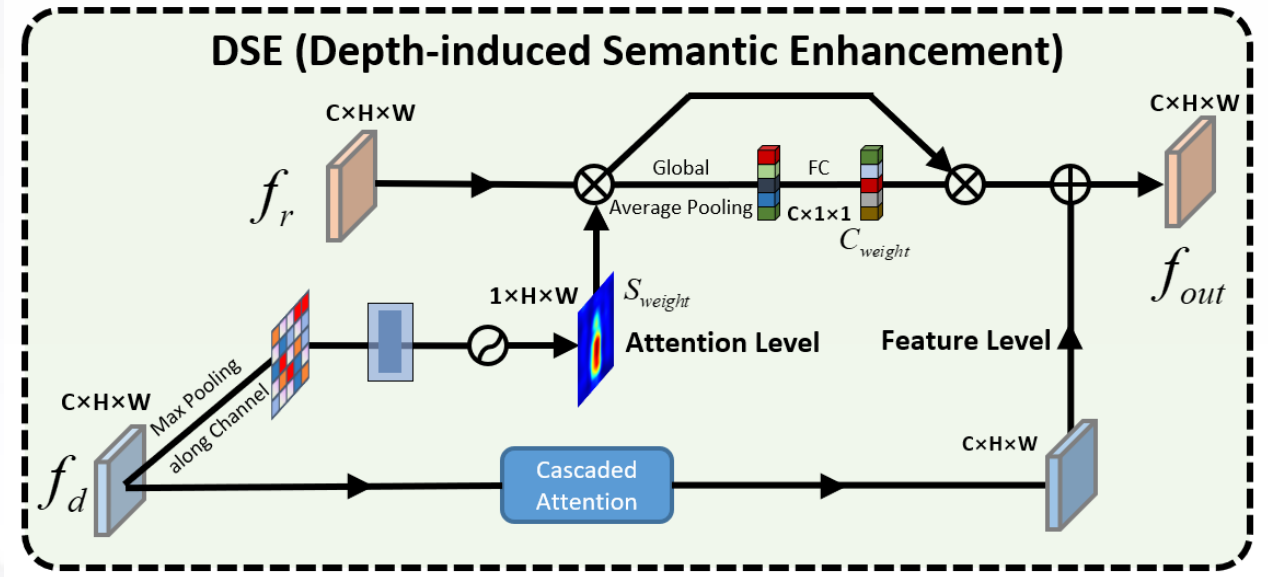 DSE (Depth-induced Semantic Enhancement)
C×H×W
C×H×W
f_r
Global
Average Pooling
FC
C×1×1
C_weight
f_out
1×H×W
S_weight
Attention Level
Feature Level
Max Pooling
along Channel
C×H×W
f_d
Cascaded
Attention
C×H×W